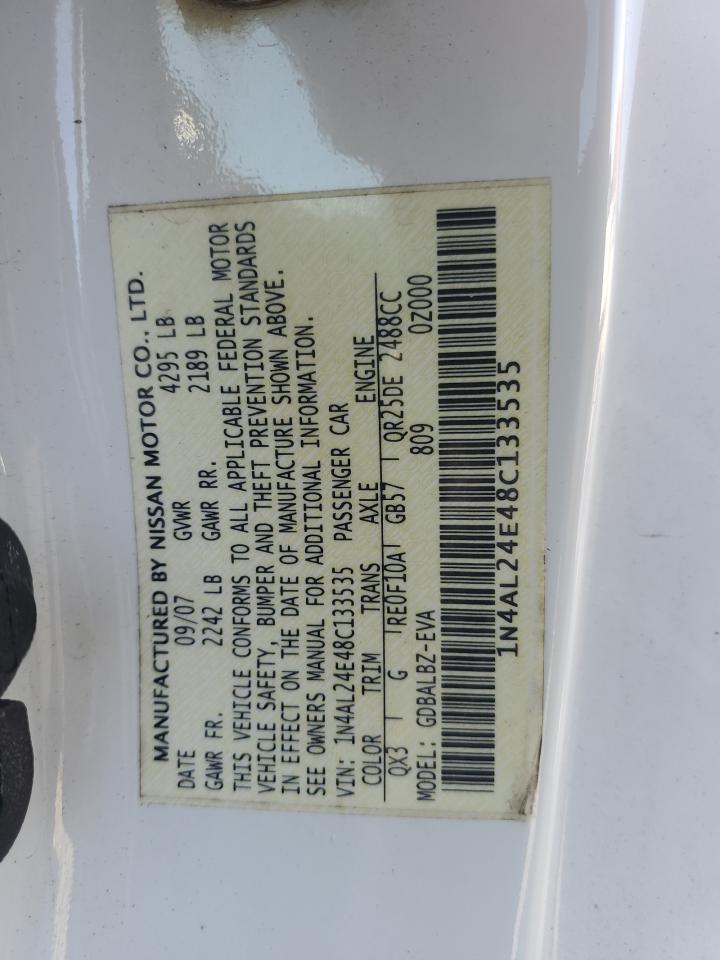 MANUFACTURED BY NISSAN MOTOR CO., LTD.
DATE 09/07 GVWR 4295 LB
GAWR FR. 2242 LB GAWR RR. 2189 LB
THIS VEHICLE CONFORMS TO ALL APPLICABLE FEDERAL MOTOR
VEHICLE SAFETY, BUMPER AND THEFT PREVENTION STANDARDS
IN EFFECT ON THE DATE OF MANUFACTURE SHOWN ABOVE.
SEE OWNERS MANUAL FOR ADDITIONAL INFORMATION.
VIN: 1N4AL24E48C133535 PASSENGER CAR
COLOR TRIM TRANS AXLE ENGINE
QX3 G RE0F10A GB57 QR25DE 2488CC
MODEL: GDBALBZ-EVA 809 0Z000
1N4AL24E48C133535